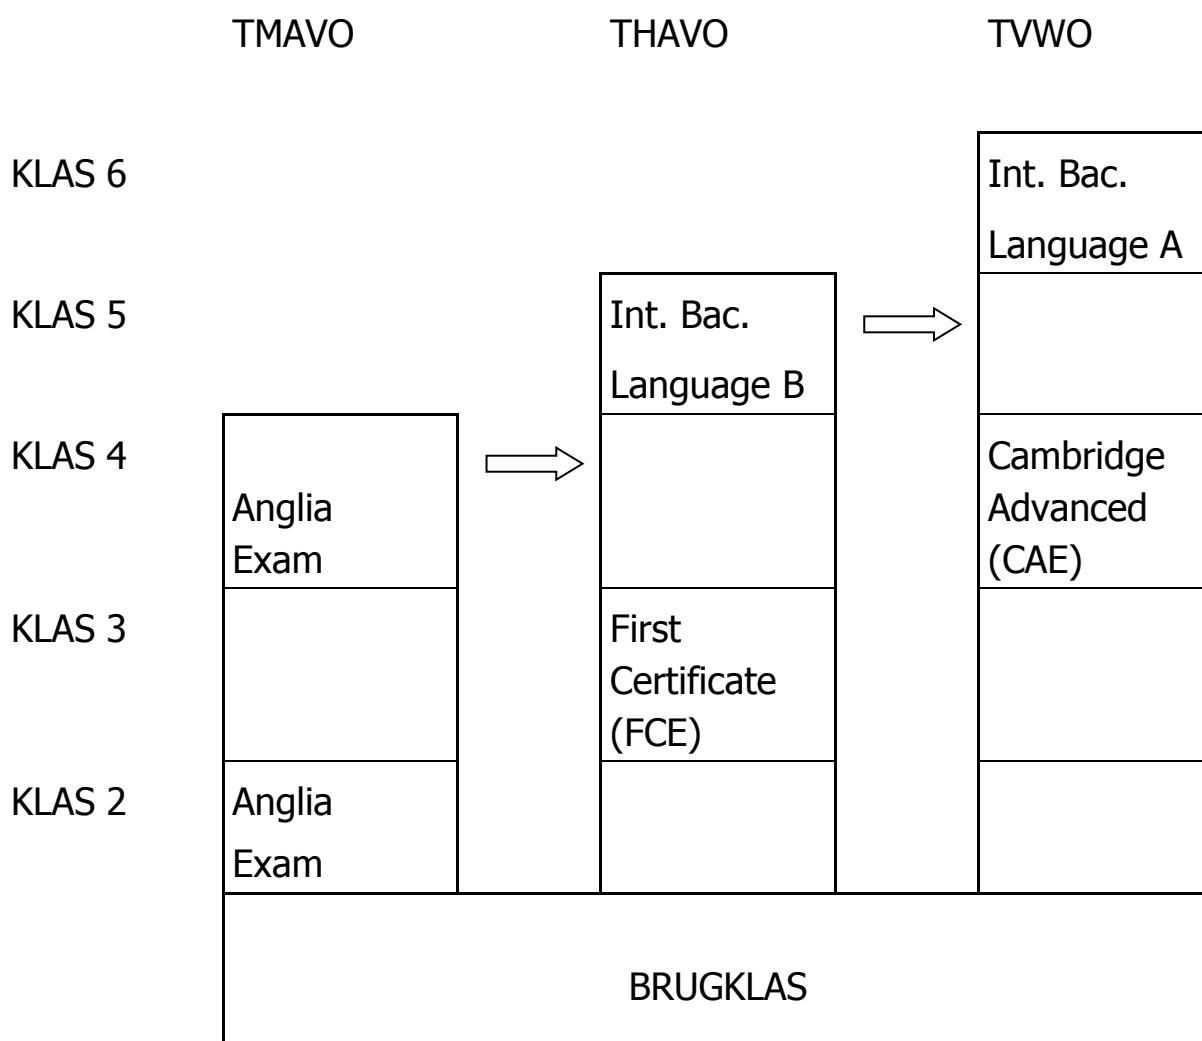 TMAVO THAVO TVWO
KLAS 6
Int. Bac.
Language A
KLAS 5
Int. Bac.
Language B
KLAS 4
Anglia
Exam
Cambridge
Advanced
(CAE)
KLAS 3
First
Certificate
(FCE)
KLAS 2
Anglia
Exam
BRUGKLAS